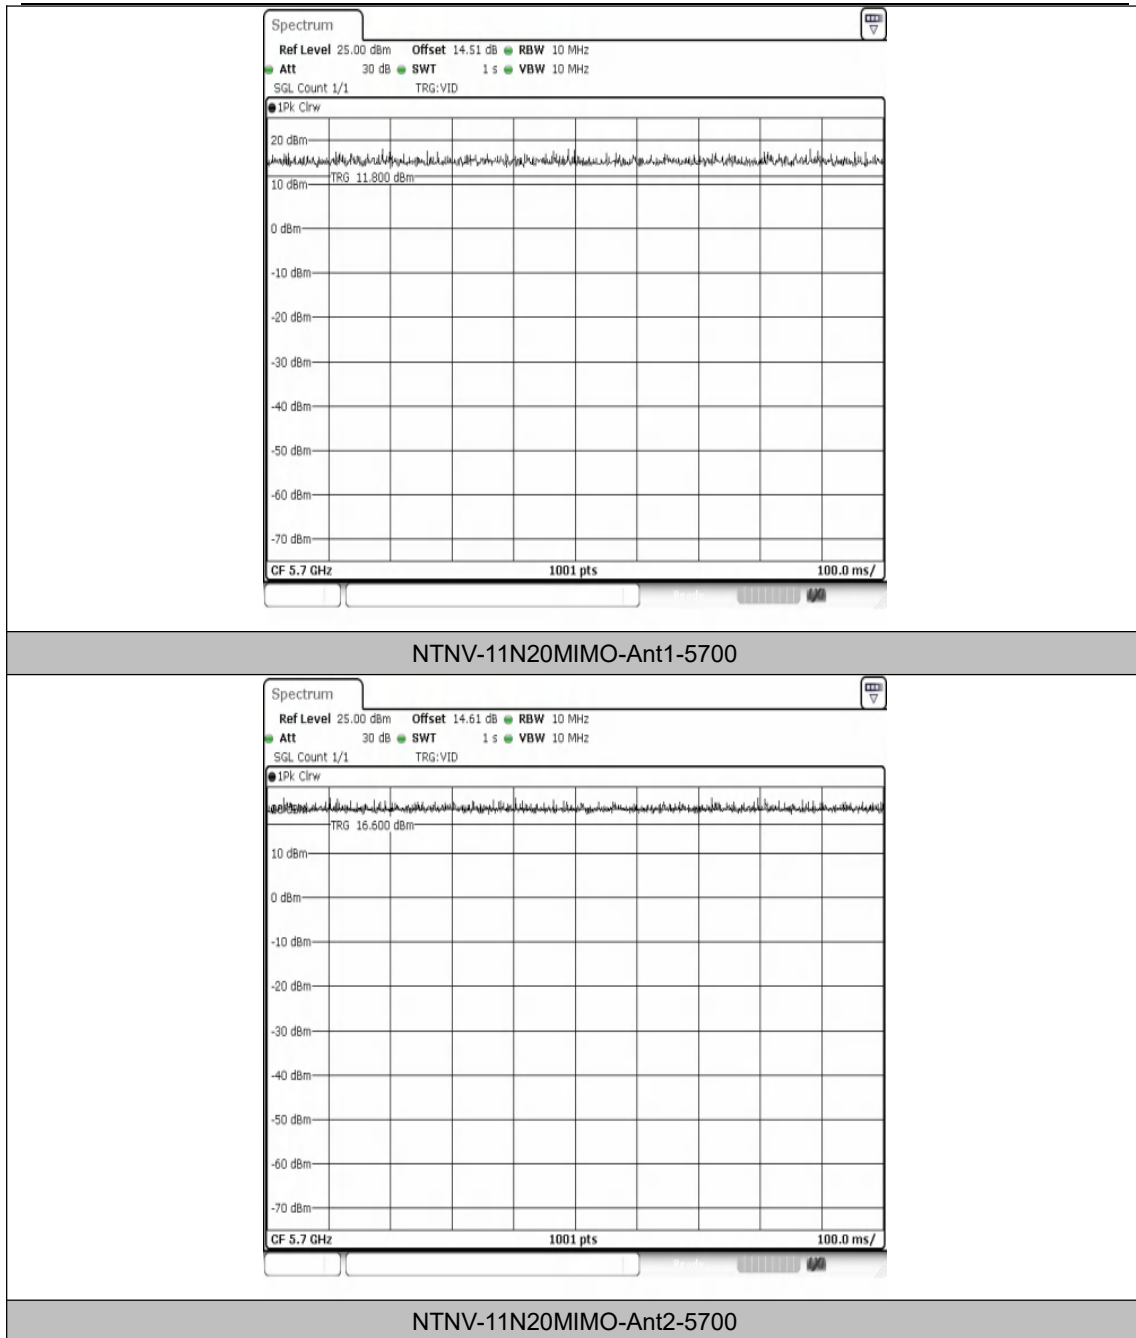 Spectrum
Ref Level 25.00 dBm Offset 14.51 dB RBW 10 MHz
Att 30 dB SWT 1 s VBW 10 MHz
SGL Count 1/1 TRG:VID
1Pk Clrw
20 dBm
TRG 11.800 dBm
10 dBm
0 dBm
-10 dBm
-20 dBm
-30 dBm
-40 dBm
-50 dBm
-60 dBm
-70 dBm
CF 5.7 GHz 1001 pts 100.0 ms/
NTNV-11N20MIMO-Ant1-5700
Spectrum
Ref Level 25.00 dBm Offset 14.61 dB RBW 10 MHz
Att 30 dB SWT 1 s VBW 10 MHz
SGL Count 1/1 TRG:VID
1Pk Clrw
TRG 16.600 dBm
10 dBm
0 dBm
-10 dBm
-20 dBm
-30 dBm
-40 dBm
-50 dBm
-60 dBm
-70 dBm
CF 5.7 GHz 1001 pts 100.0 ms/
NTNV-11N20MIMO-Ant2-5700